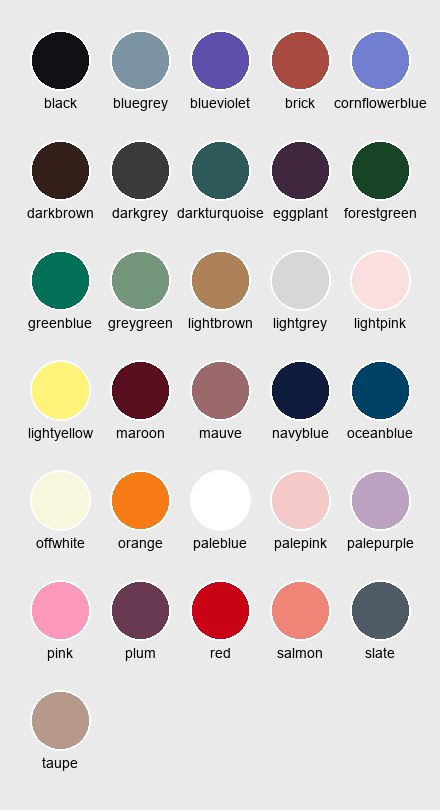 black bluegrey blueviolet brick cornflowerblue
darkbrown darkgrey darkturquoise eggplant forestgreen
greenblue greygreen lightbrown lightgrey lightpink
lightyellow maroon mauve navyblue oceanblue
offwhite orange paleblue palepink palepurple
pink plum red salmon slate
taupe